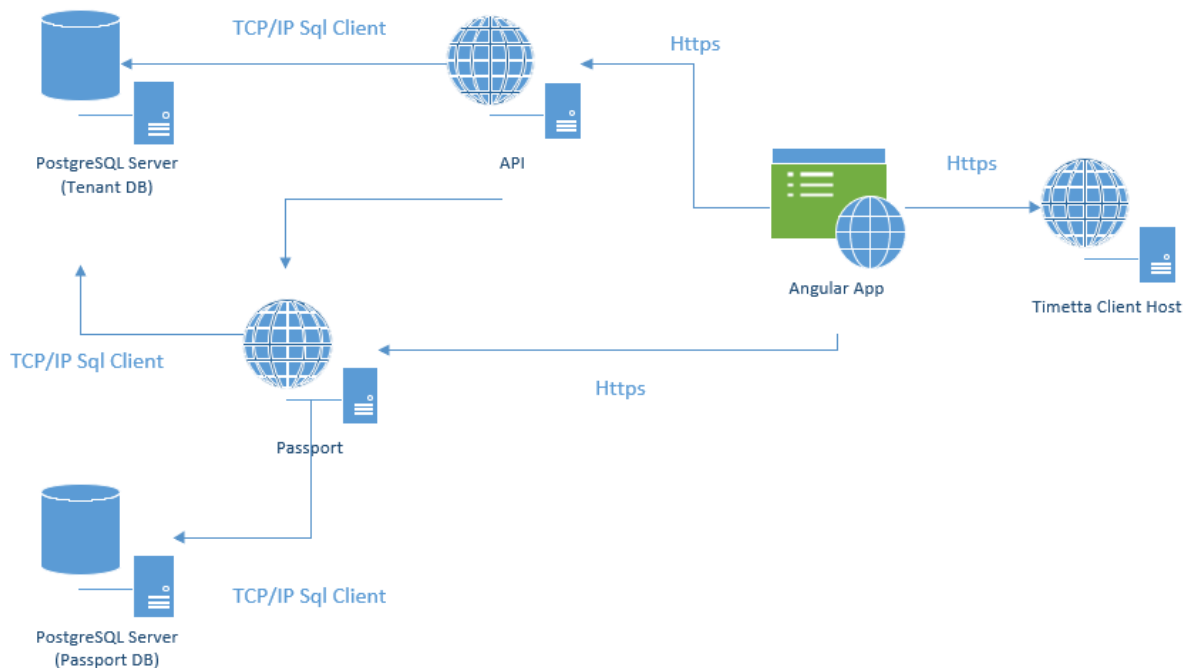 TCP/IP Sql Client
Https
PostgreSQL Server
(Tenant DB)
API
Https
Angular App
Timetta Client Host
TCP/IP Sql Client
Https
Passport
TCP/IP Sql Client
PostgreSQL Server
(Passport DB)